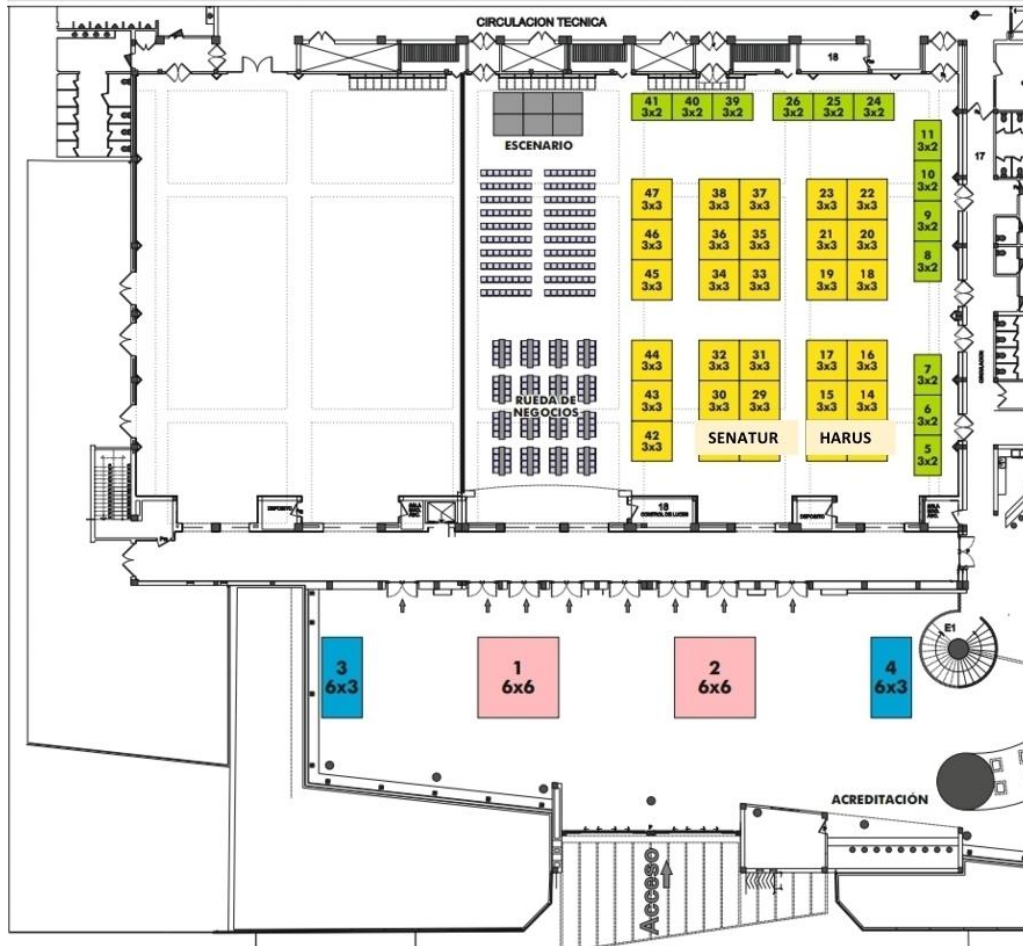 CIRCULACION TECNICA
18
41
3x2
40
3x2
39
3x2
26
3x2
25
3x2
24
3x2
ESCENARIO
11
3x2
10
3x2
9
3x2
8
3x2
17
47
3x3
38
3x3
37
3x3
23
3x3
22
3x3
46
3x3
36
3x3
35
3x3
21
3x3
20
3x3
45
3x3
34
3x3
33
3x3
19
3x3
18
3x3
44
3x3
32
3x3
31
3x3
17
3x3
16
3x3
7
3x2
CIRCULACION
RUEDA DE
NEGOCIOS
43
3x3
30
3x3
29
3x3
15
3x3
14
3x3
6
3x2
42
3x3
SENATUR
HARUS
5
3x2
DEPOSITO
18
CONTROL DE LUCES
DEPOSITO
E1
3
6x3
1
6x6
2
6x6
4
6x3
ACREDITACIÓN
Acceso